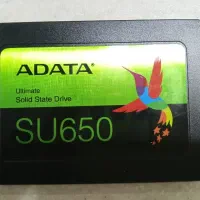 ADATA
Ultimate
Solid State Drive
SU650